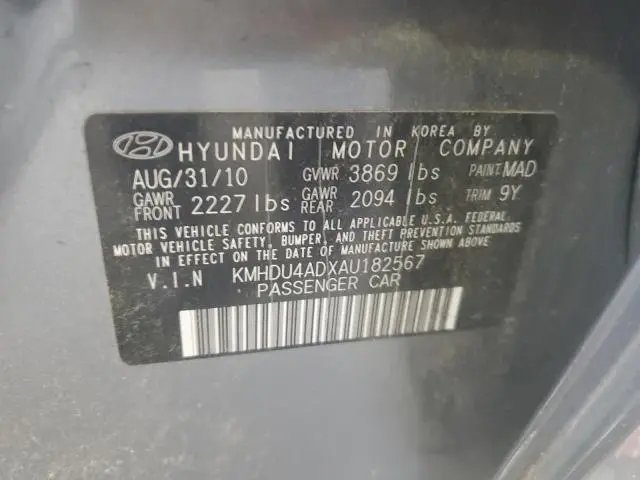 MANUFACTURED IN KOREA BY
HYUNDAI MOTOR COMPANY
AUG/31/10 GVWR 3869 lbs PAINT MAD
GAWR FRONT 2227 lbs GAWR REAR 2094 lbs TRIM 9Y
THIS VEHICLE CONFORMS TO ALL APPLICABLE U.S.A. FEDERAL
MOTOR VEHICLE SAFETY, BUMPER, AND THEFT PREVENTION STANDARDS
IN EFFECT ON THE DATE OF MANUFACTURE SHOWN ABOVE
V.I.N KMHDU4ADXAU182567
PASSENGER CAR